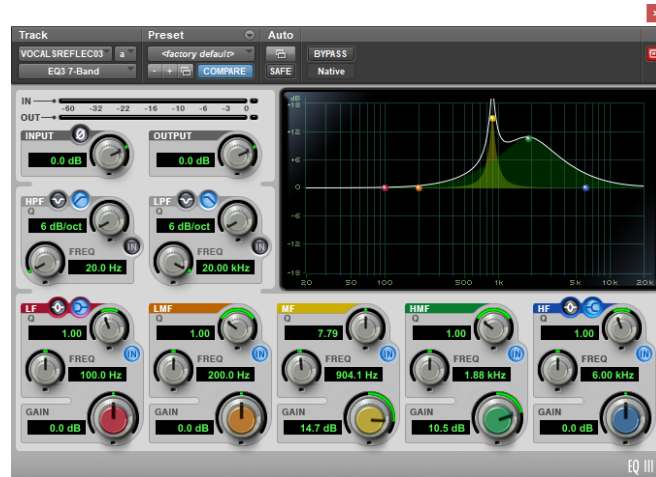 Track Preset Auto
VOCALSREFLEC03 a <factory default> BYPASS
EQ3 7-Band - + COMPARE SAFE Native
IN -60 -32 -22 -16 -10 -6 -3 0
OUT
INPUT Ø OUTPUT
0.0 dB 0.0 dB
HPF LPF
Q Q
6 dB/oct 6 dB/oct
FREQ IN FREQ IN
20.0 Hz 20.00 kHz
dB
+18
+12
+6
0
-6
-12
-18
20 50 100 500 1k 5k 10k 20k
LF LMF MF HMF HF
Q Q Q Q Q
1.00 1.00 7.79 1.00 1.00
FREQ IN FREQ IN FREQ IN FREQ IN FREQ IN
100.0 Hz 200.0 Hz 904.1 Hz 1.88 kHz 6.00 kHz
GAIN GAIN GAIN GAIN GAIN
0.0 dB 0.0 dB 14.7 dB 10.5 dB 0.0 dB
EQ III